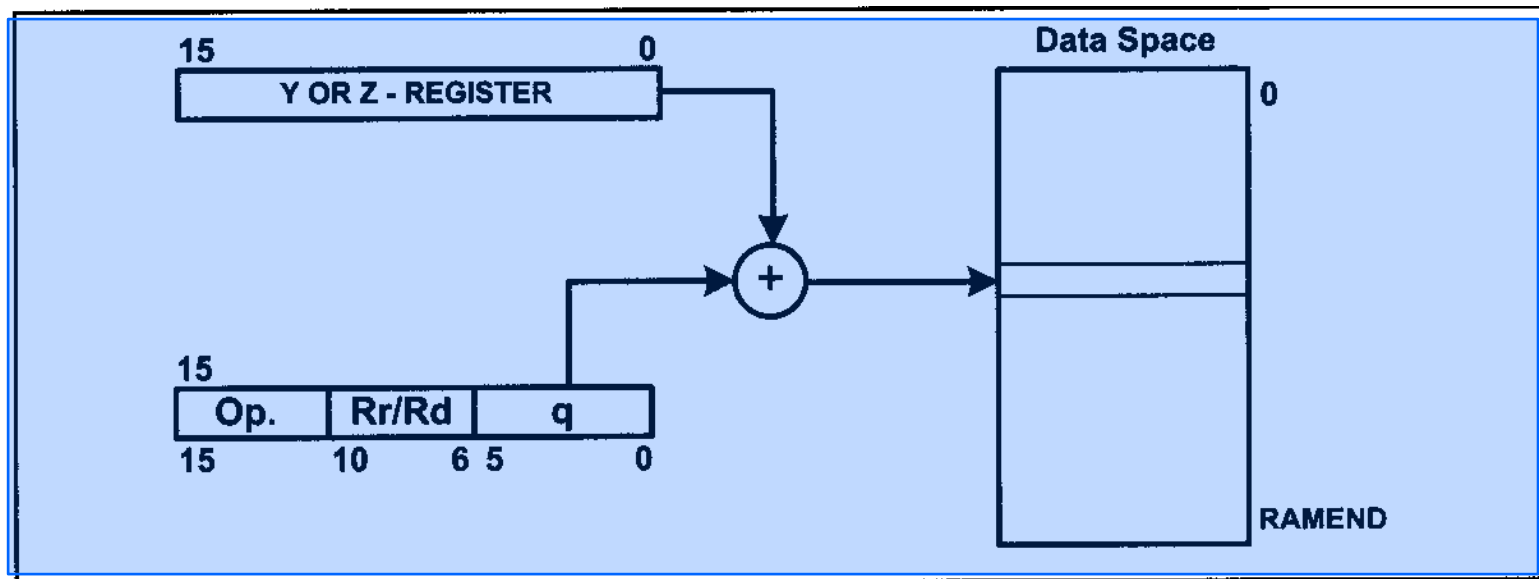 15 0
Y OR Z - REGISTER
Data Space
0
+
15
Op. Rr/Rd q
15 10 6 5 0
RAMEND